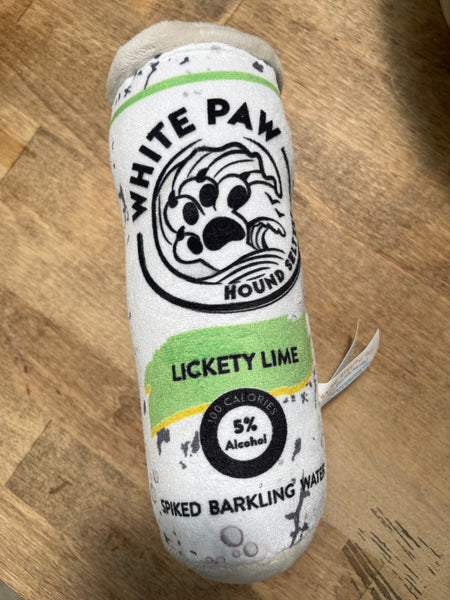 WHITE PAW
HOUND SEL
LICKETY LIME
100 CALORIES
5%
Alcohol
SPIKED BARKLING WATER